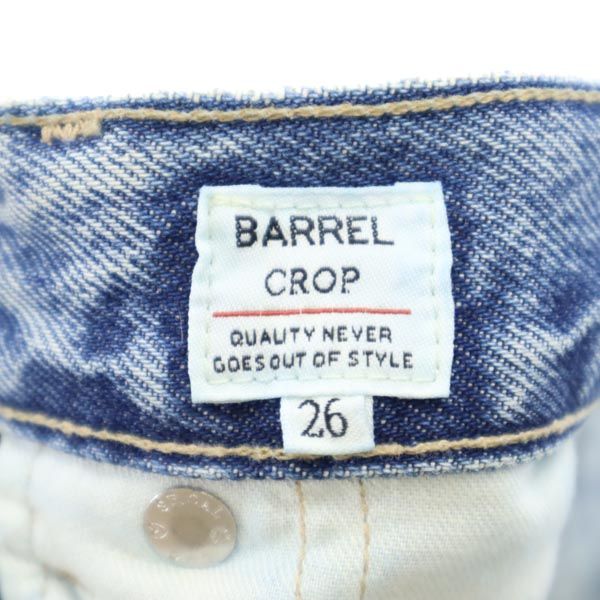 BARREL
CROP
QUALITY NEVER
GOES OUT OF STYLE
26